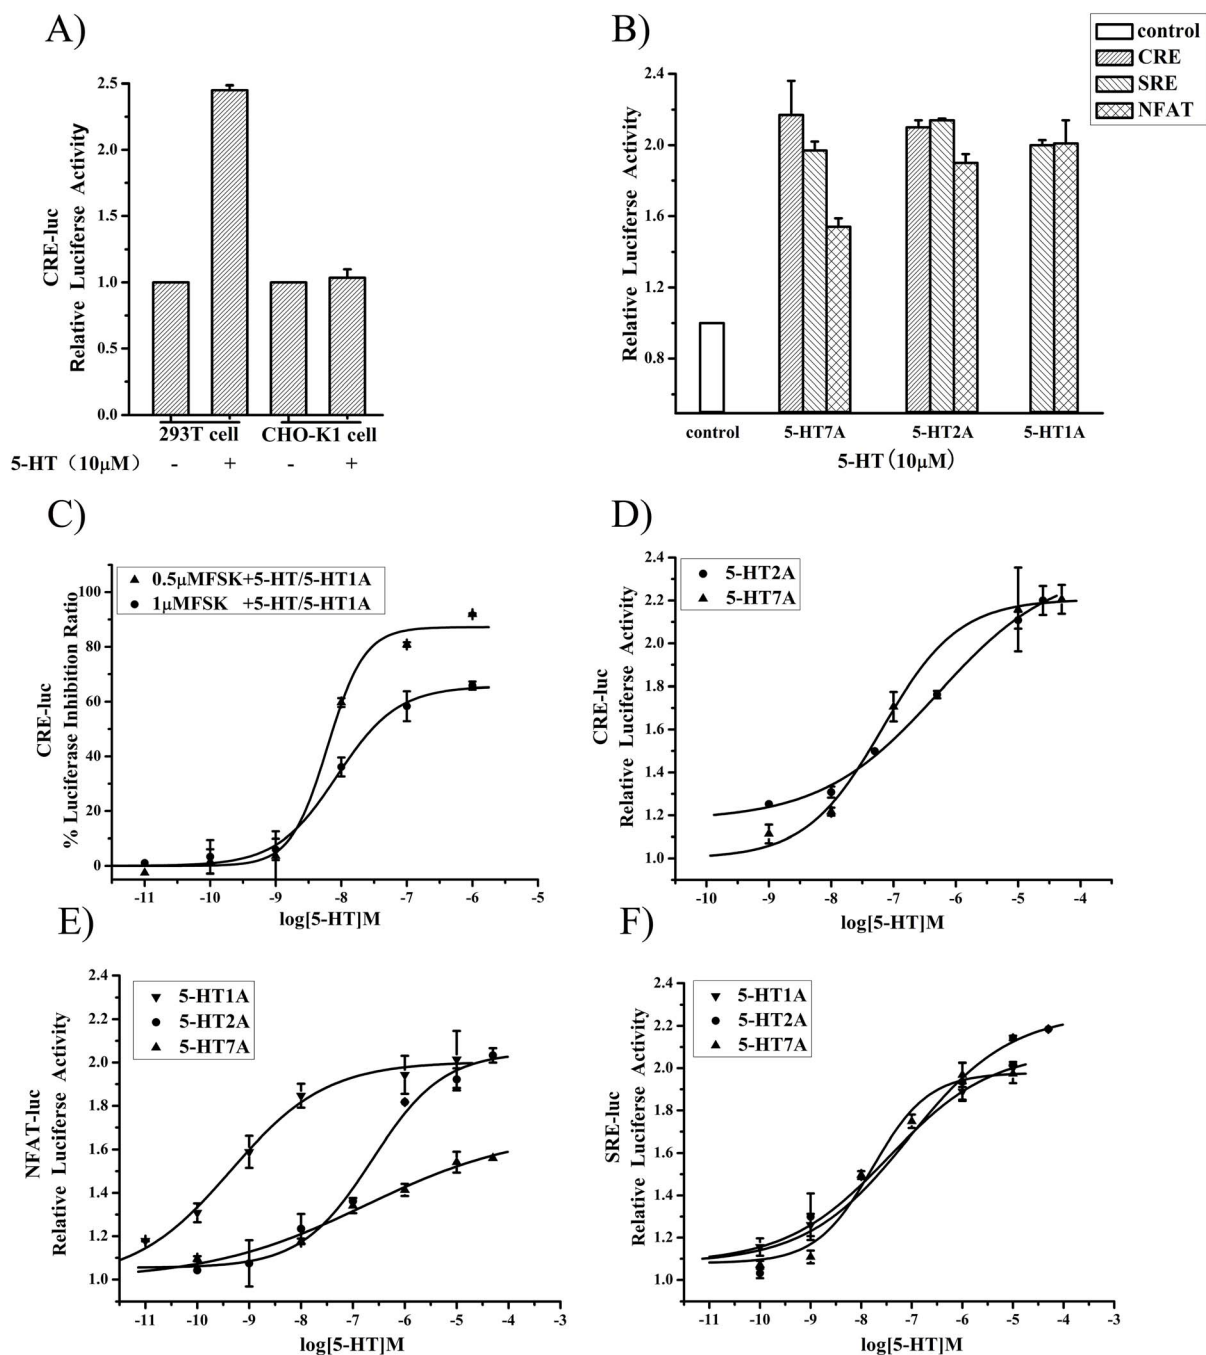 A)
CRE-luc
Relative Luciferse Activity
2.5
2.0
1.5
1.0
0.5
0.0
293T cell CHO-K1 cell
5-HT（10μM） - + - +
B)
control
CRE
SRE
NFAT
Relative Luciferse Activity
2.4
2.0
1.6
1.2
0.8
control 5-HT7A 5-HT2A 5-HT1A
5-HT(10μM)
C)
0.5μMFSK+5-HT/5-HT1A
1μMFSK +5-HT/5-HT1A
CRE-luc
% Luciferase Inhibition Ratio
100
80
60
40
20
0
-11 -10 -9 -8 -7 -6 -5
log[5-HT]M
D)
5-HT2A
5-HT7A
CRE-luc
Relative Luciferse Activity
2.4
2.2
2.0
1.8
1.6
1.4
1.2
1.0
-10 -9 -8 -7 -6 -5 -4
log[5-HT]M
E)
5-HT1A
5-HT2A
5-HT7A
NFAT-luc
Relative Luciferse Activity
2.4
2.2
2.0
1.8
1.6
1.4
1.2
1.0
-11 -10 -9 -8 -7 -6 -5 -4 -3
log[5-HT]M
F)
5-HT1A
5-HT2A
5-HT7A
SRE-luc
Relative Luciferse Activity
2.4
2.2
2.0
1.8
1.6
1.4
1.2
1.0
-11 -10 -9 -8 -7 -6 -5 -4 -3
log[5-HT]M